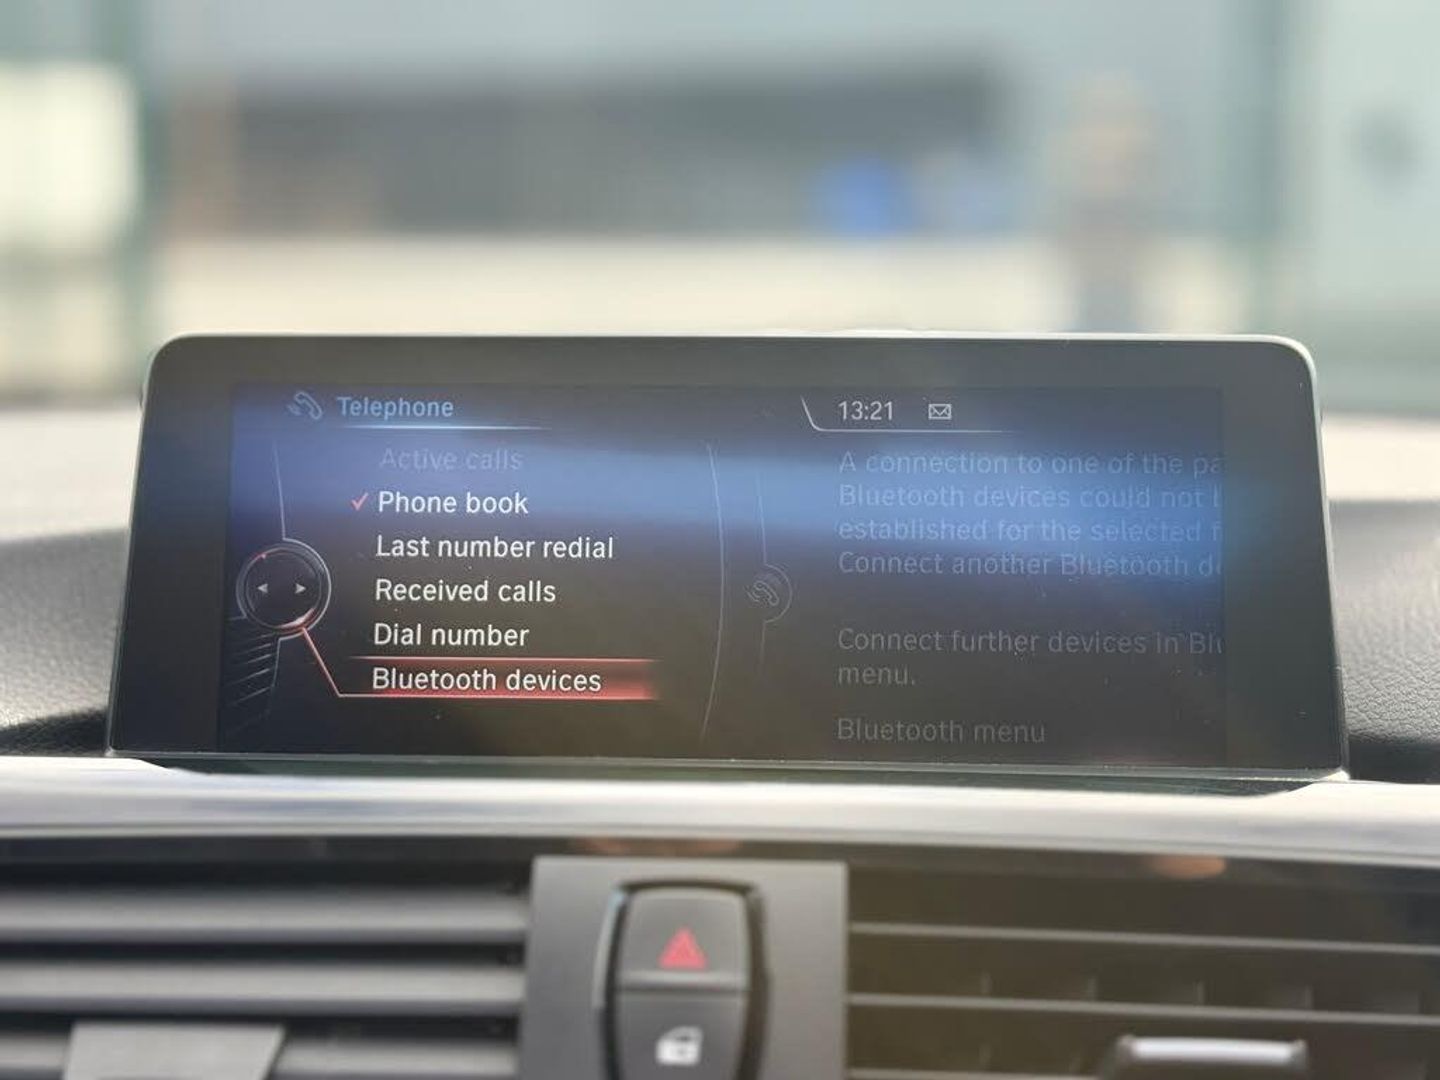 Telephone
13:21
Active calls
Phone book
Last number redial
Received calls
Dial number
Bluetooth devices
A connection to one of the
Bluetooth devices could not
established for the selected
Connect another Bluetooth
Connect further devices in
menu.
Bluetooth menu